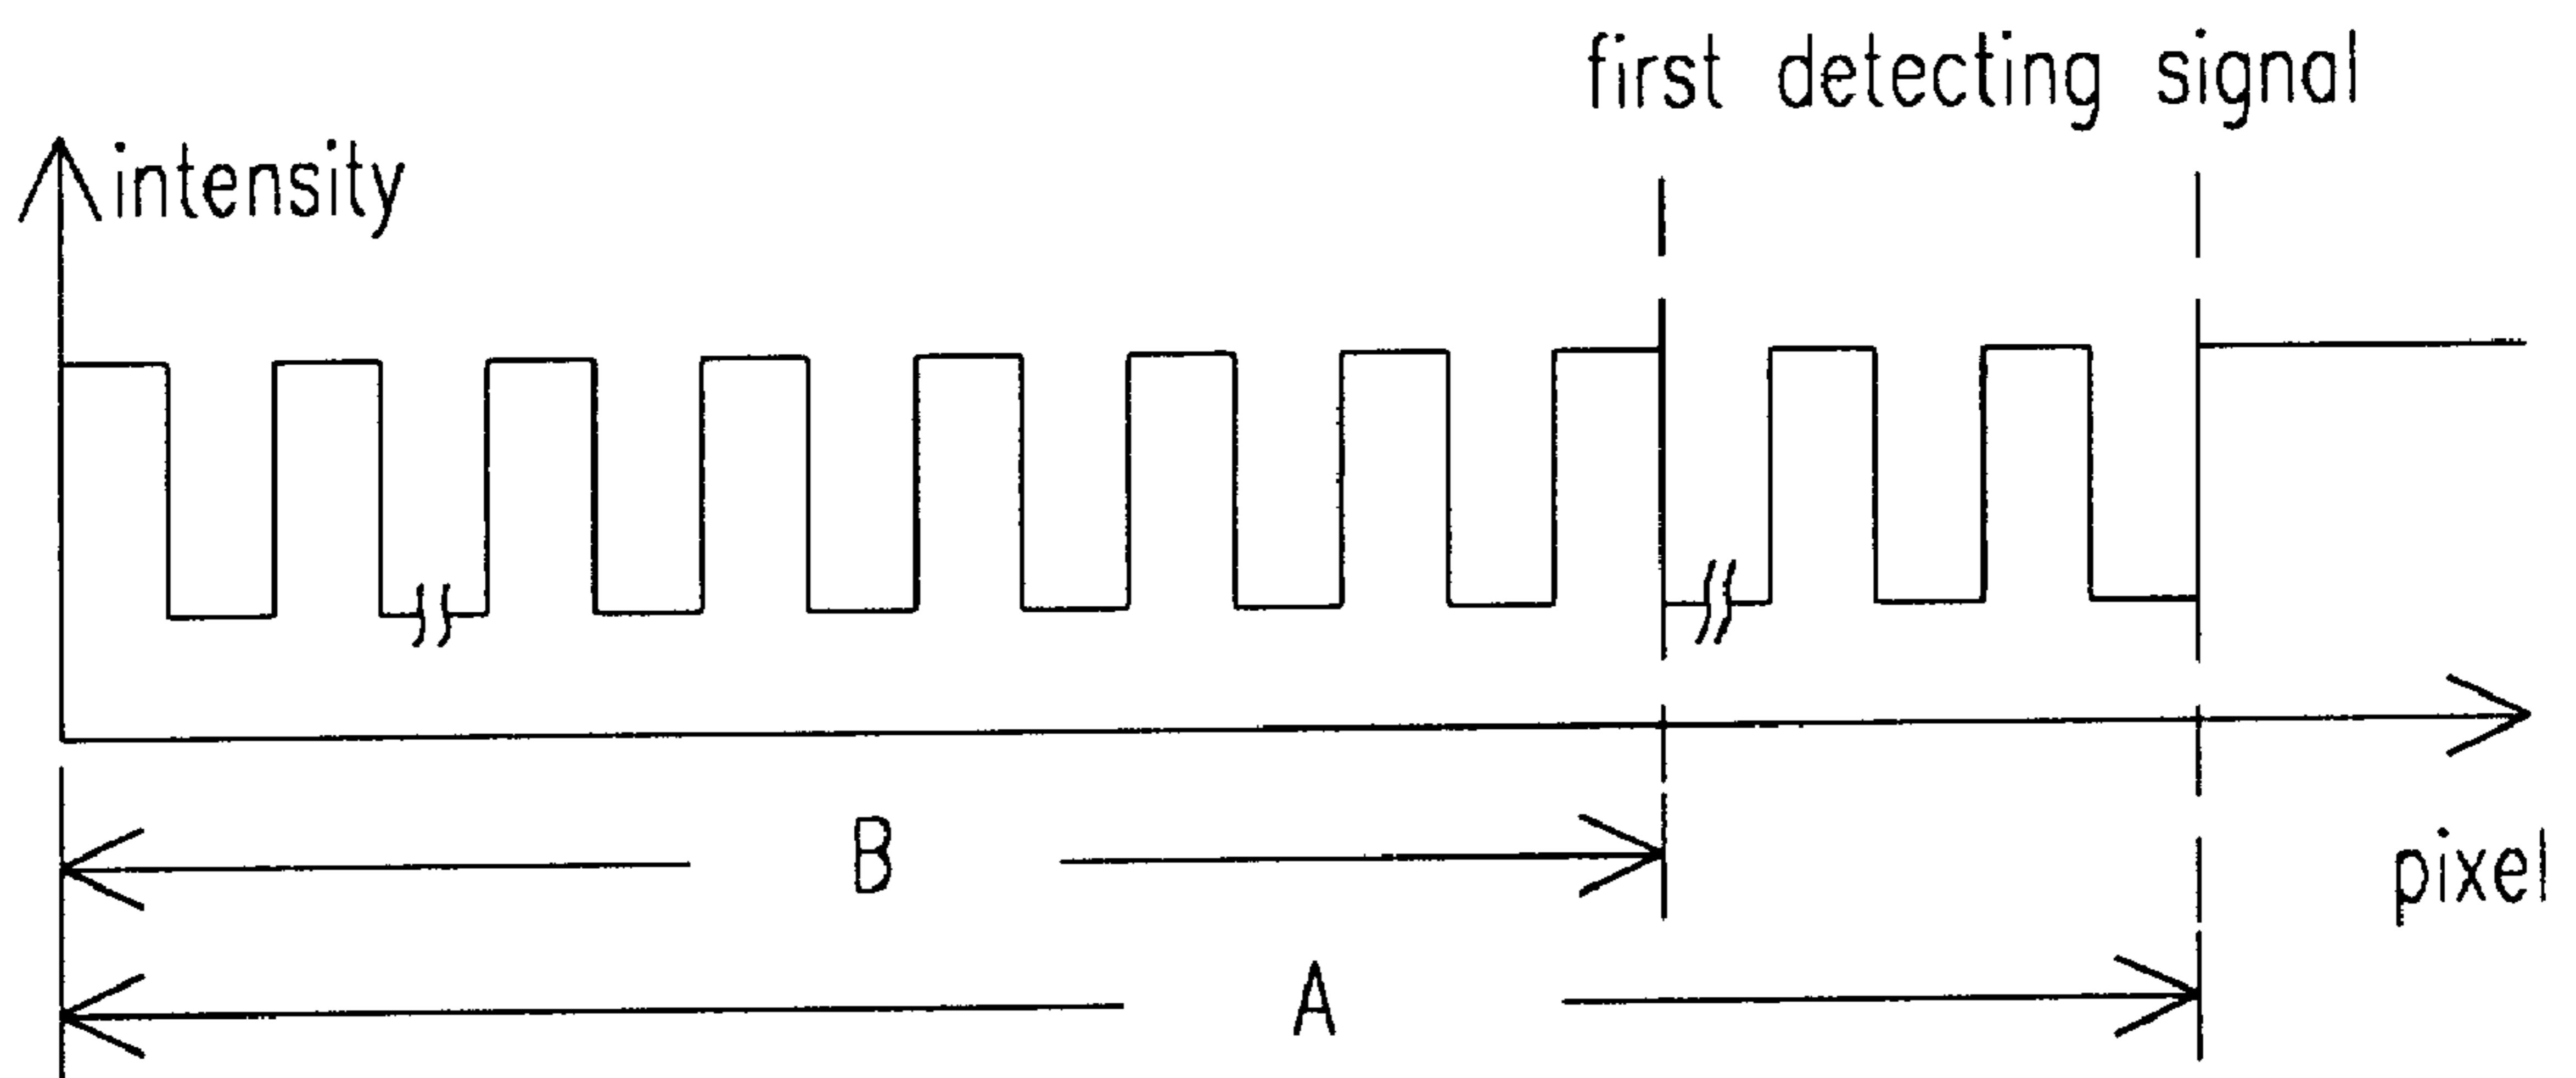 first detecting signal
intensity
B
pixel
A